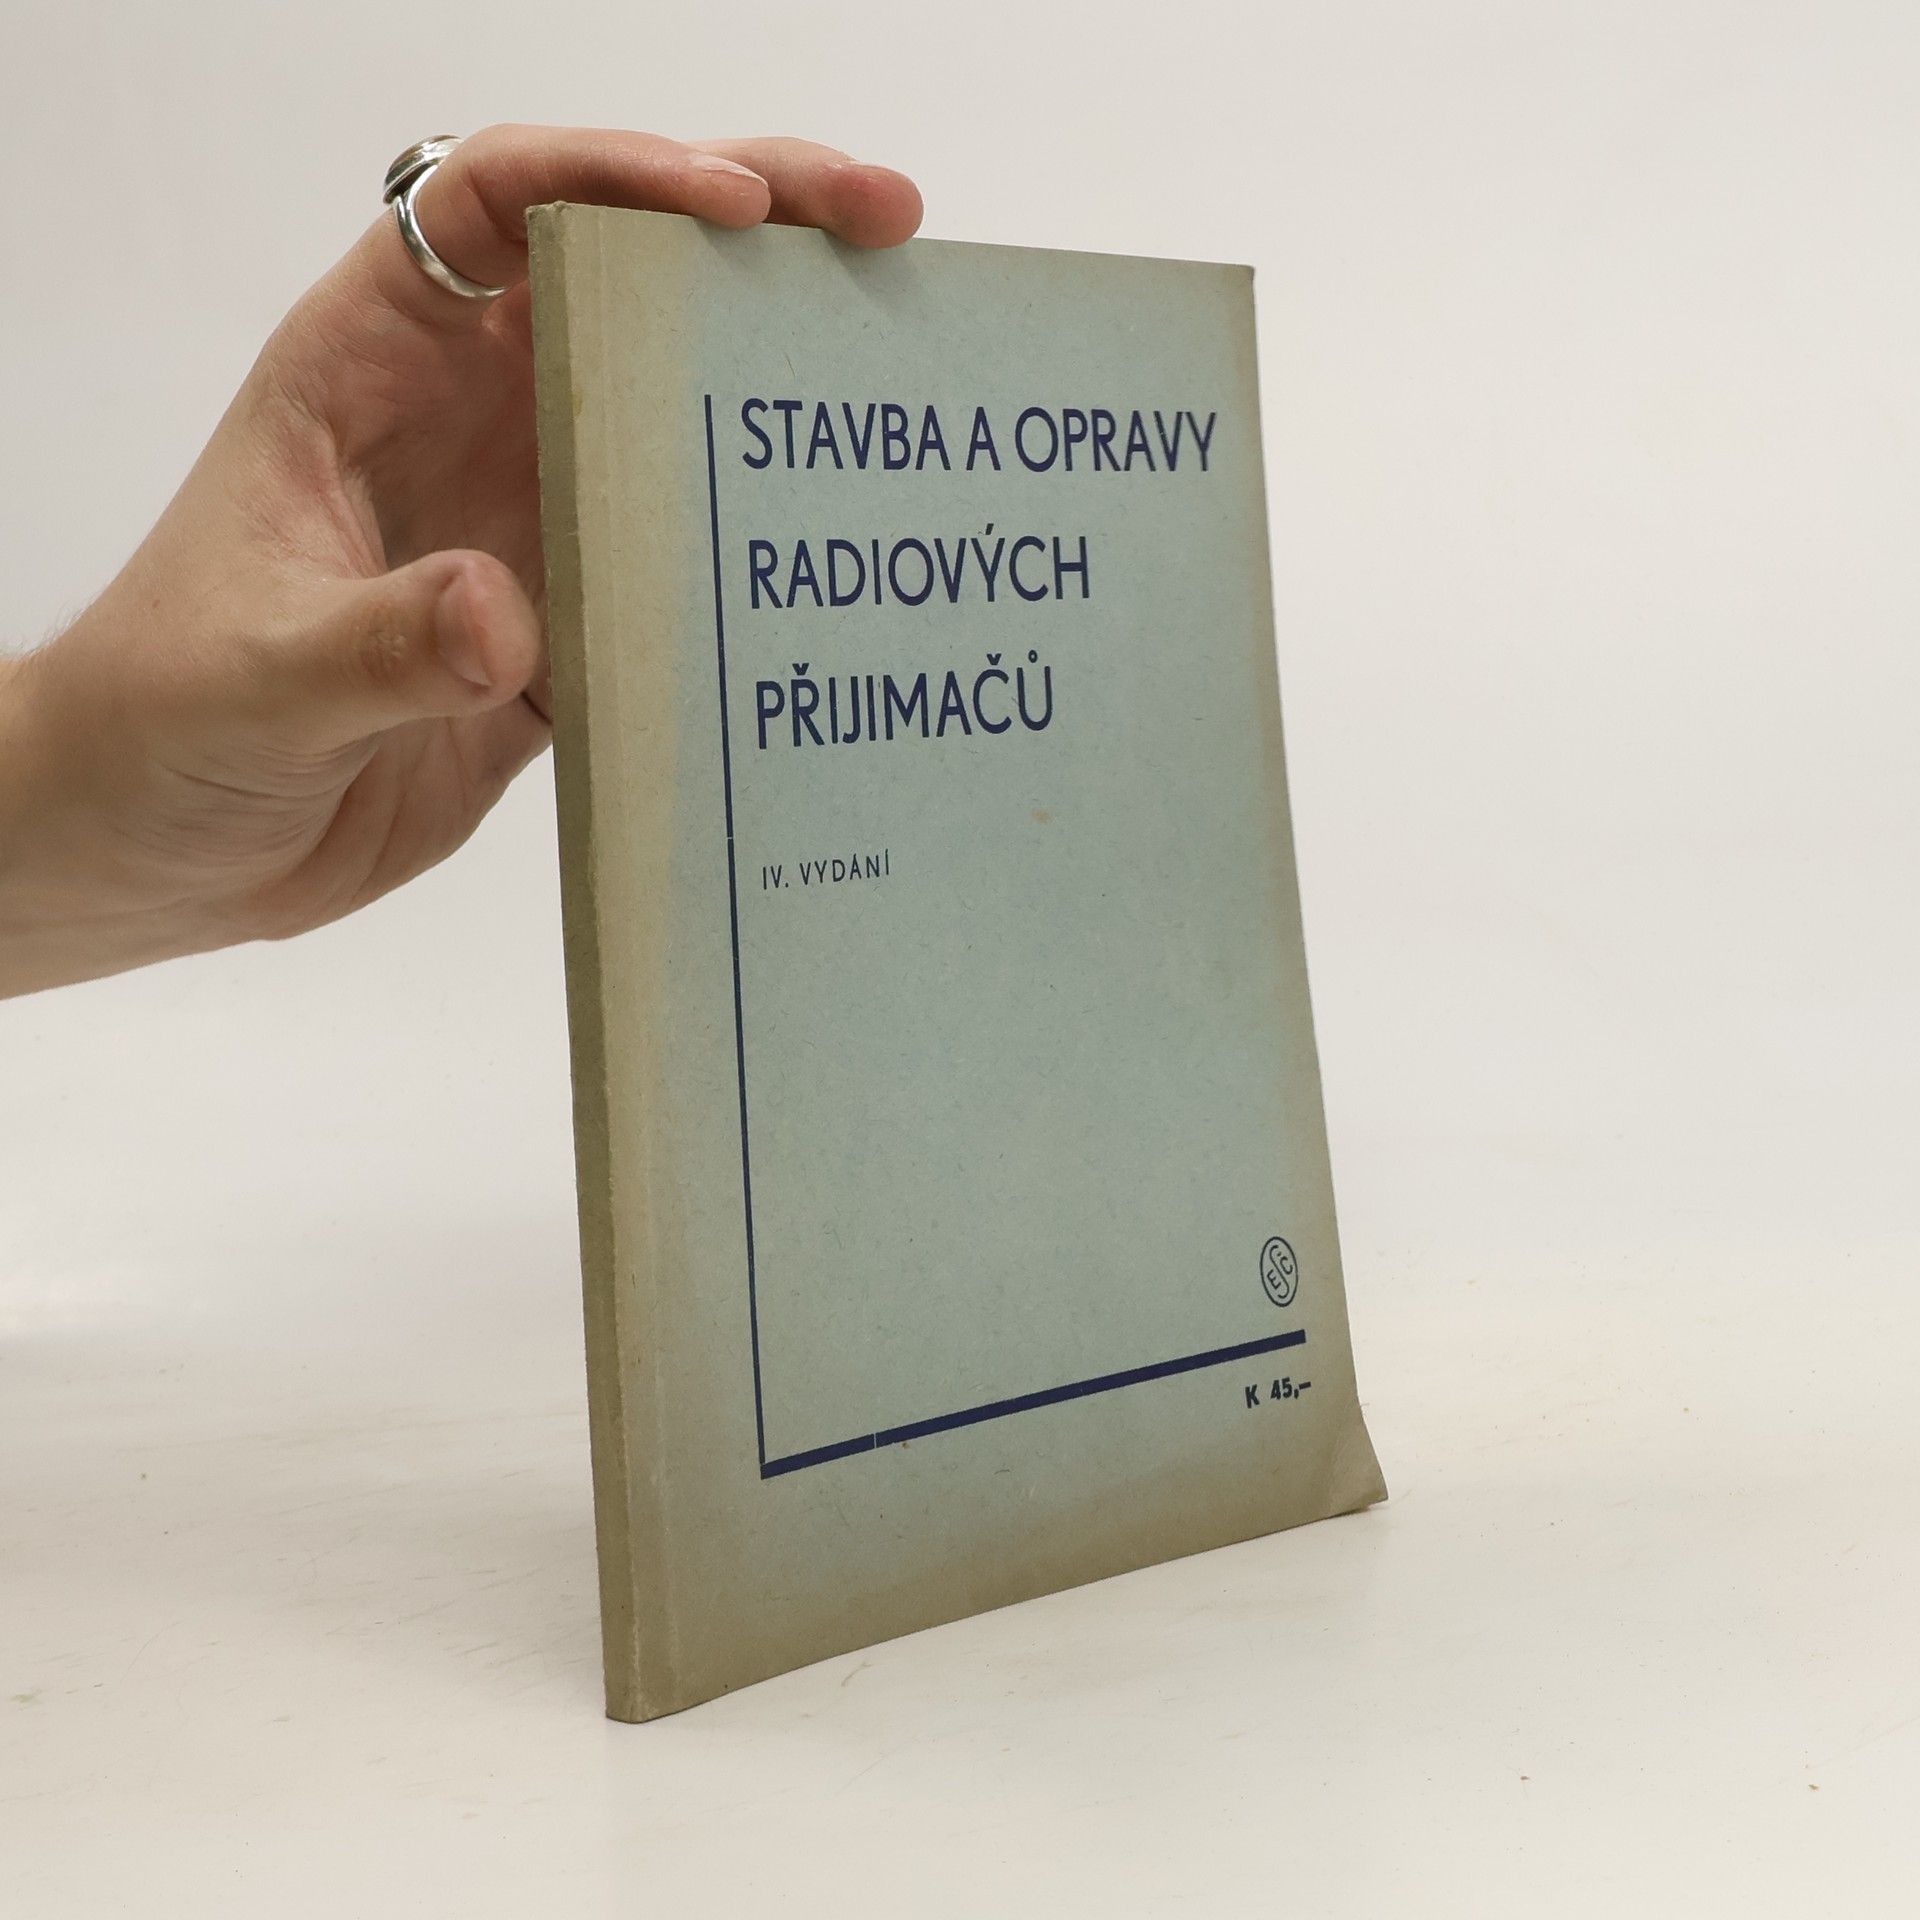 STAVBA A OPRAVY
RADIOVÝCH
PŘIJIMAČŮ
IV. VYDÁNÍ
ESČ
K 45,–